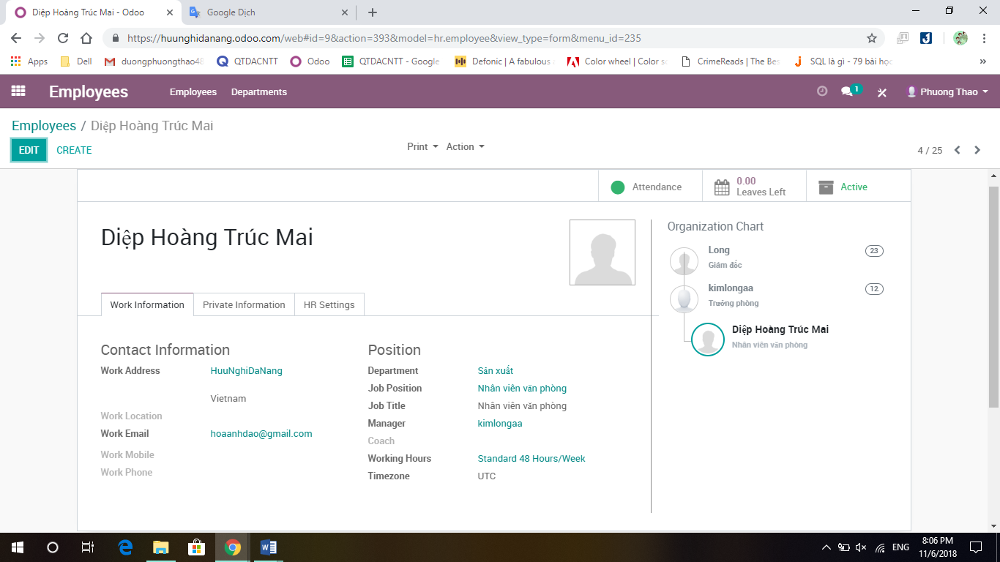 Diệp Hoàng Trúc Mai - Odoo
Google Dịch
https://huunghidanang.odoo.com/web#id=9&action=393&model=hr.employee&view_type=form&menu_id=235
Apps Dell duongphuongthao48 QTDACNTT Odoo QTDACNTT - Google Defonic | A fabulous Color wheel | Color sc CrimeReads | The Bes SQL là gì - 79 bài học »
Employees Employees Departments 1 Phuong Thao
Employees / Diệp Hoàng Trúc Mai
EDIT CREATE Print Action 4 / 25
Attendance
0.00
Leaves Left
Active
Diệp Hoàng Trúc Mai
Work Information Private Information HR Settings
Contact Information
Work Address HuuNghiDaNang
Vietnam
Work Location
Work Email hoaanhdao@gmail.com
Work Mobile
Work Phone
Position
Department Sản xuất
Job Position Nhân viên văn phòng
Job Title Nhân viên văn phòng
Manager kimlongaa
Coach
Working Hours Standard 48 Hours/Week
Timezone UTC
Organization Chart
Long 23
Giám đốc
kimlongaa 12
Trưởng phòng
Diệp Hoàng Trúc Mai
Nhân viên văn phòng
ENG
8:06 PM
11/6/2018